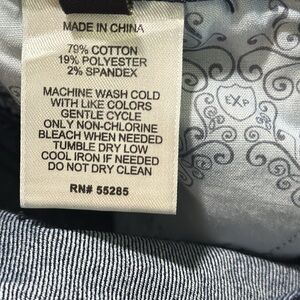 MADE IN CHINA
79% COTTON
19% POLYESTER
2% SPANDEX
MACHINE WASH COLD
WITH LIKE COLORS
GENTLE CYCLE
ONLY NON-CHLORINE
BLEACH WHEN NEEDED
TUMBLE DRY LOW
COOL IRON IF NEEDED
DO NOT DRY CLEAN
RN# 55285
EXP